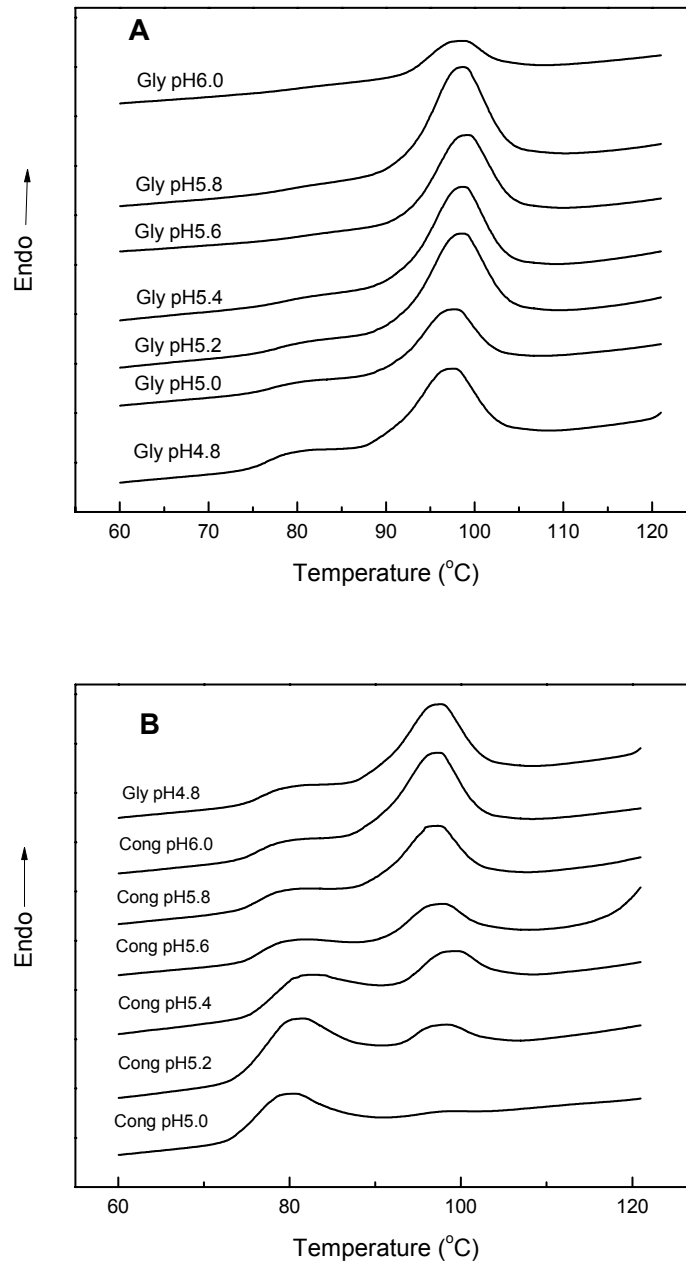 A
Gly pH6.0
Gly pH5.8
Gly pH5.6
Gly pH5.4
Gly pH5.2
Gly pH5.0
Gly pH4.8
Endo
60 70 80 90 100 110 120
Temperature (°C)
B
Gly pH4.8
Cong pH6.0
Cong pH5.8
Cong pH5.6
Cong pH5.4
Cong pH5.2
Cong pH5.0
Endo
60 80 100 120
Temperature (°C)